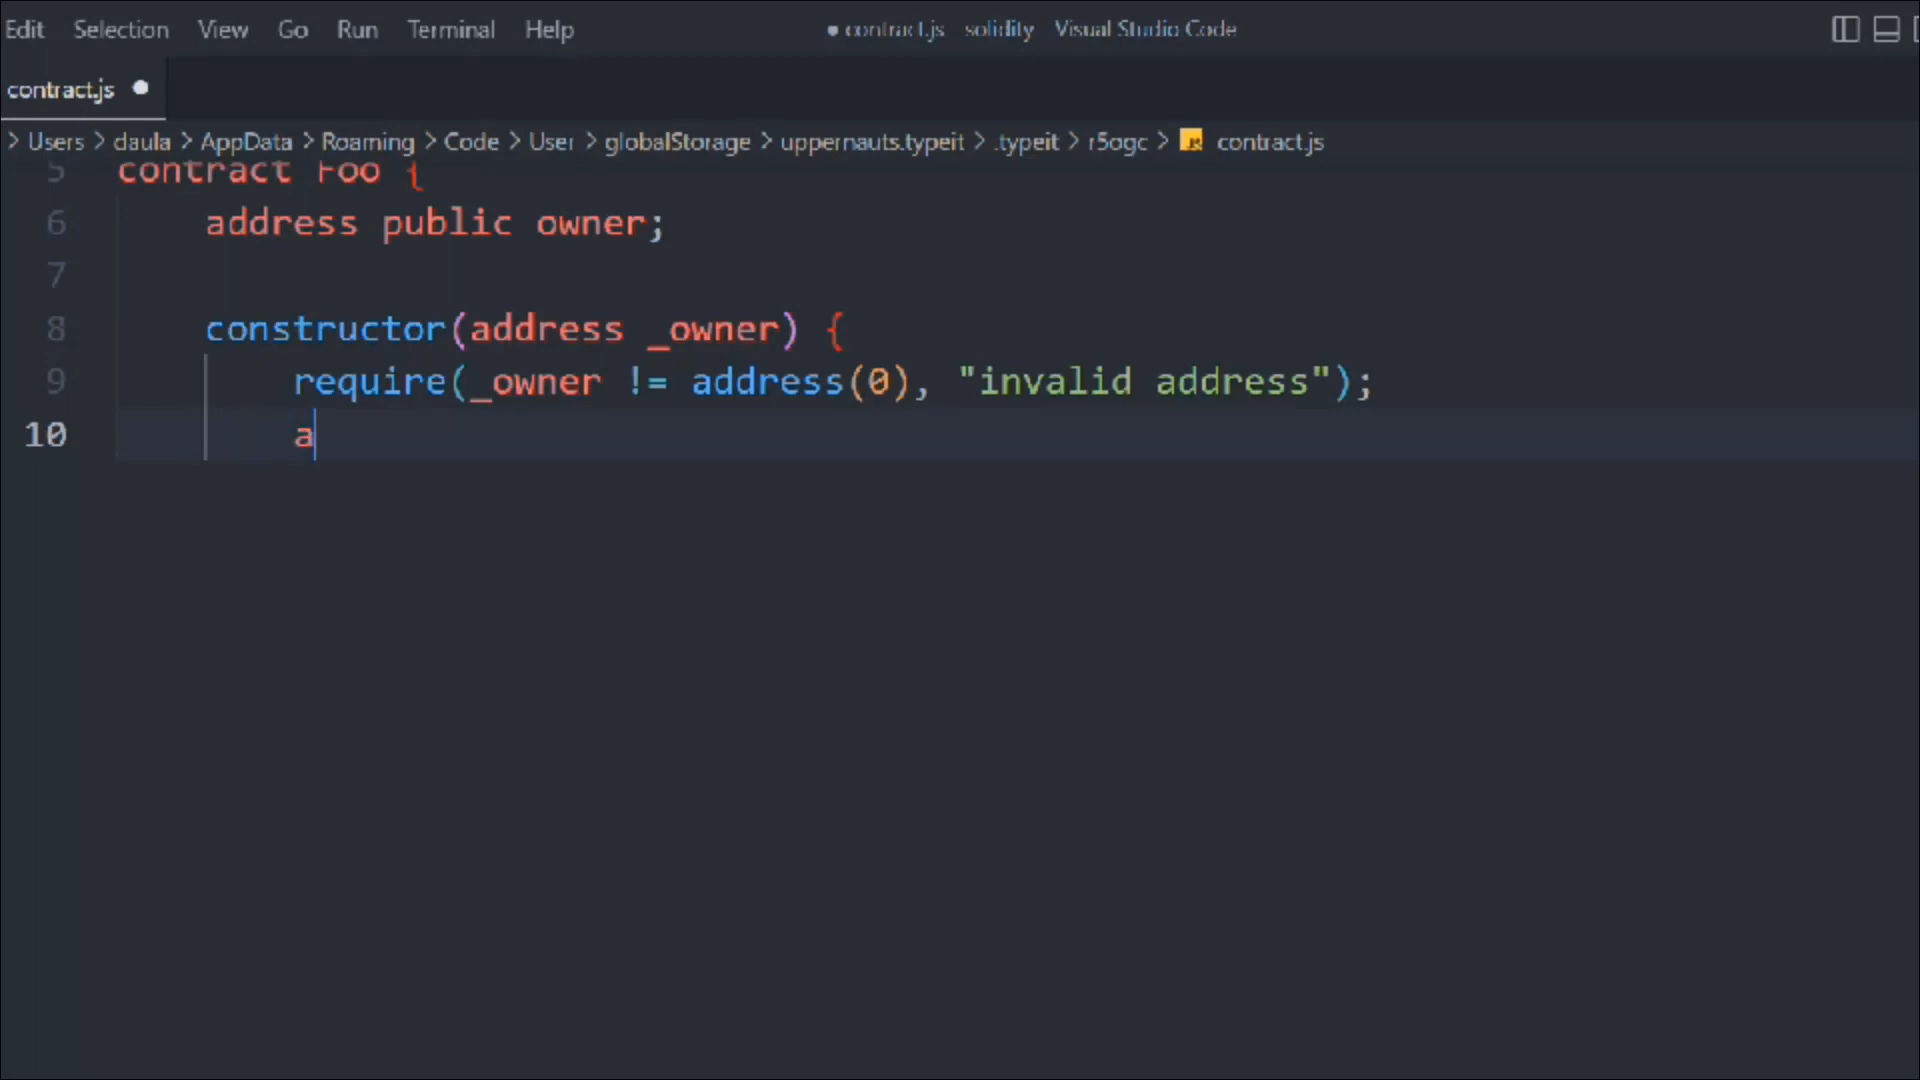 Edit Selection View Go Run Terminal Help ● contract.js solidity Visual Studio Code
contract.js ●
> Users > daula > AppData > Roaming > Code > User > globalStorage > uppernauts.typeit > .typeit > r5ogc > contract.js
5 contract Foo {
6 address public owner;
7
8 constructor(address _owner) {
9 require(_owner != address(0), "invalid address");
10 a